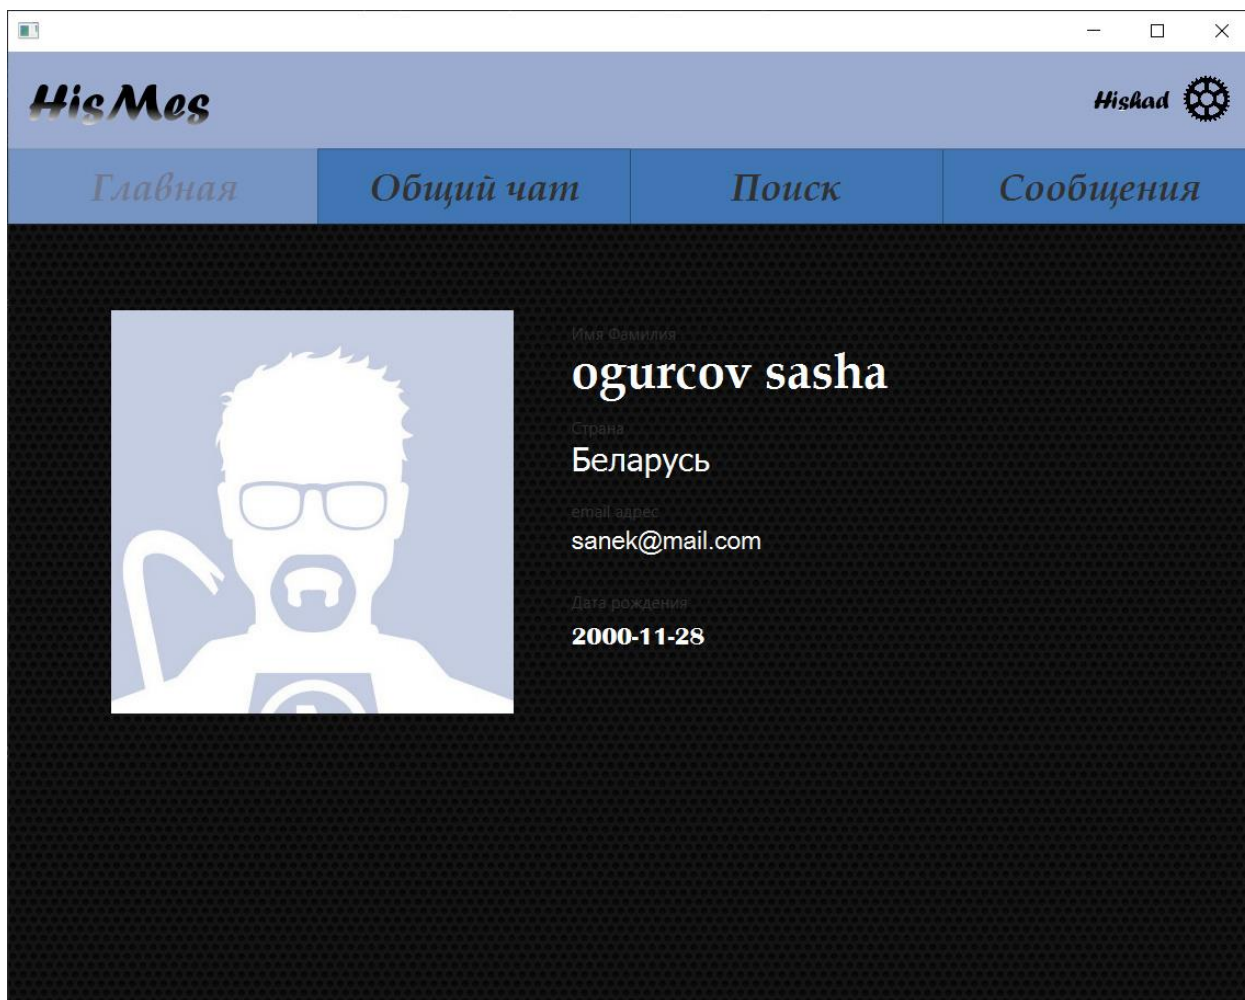 HisMes
Hishad
Главная
Общий чат
Поиск
Сообщения
Имя Фамилия
ogurcov sasha
Страна
Беларусь
email адрес
sanek@mail.com
Дата рождения
2000-11-28